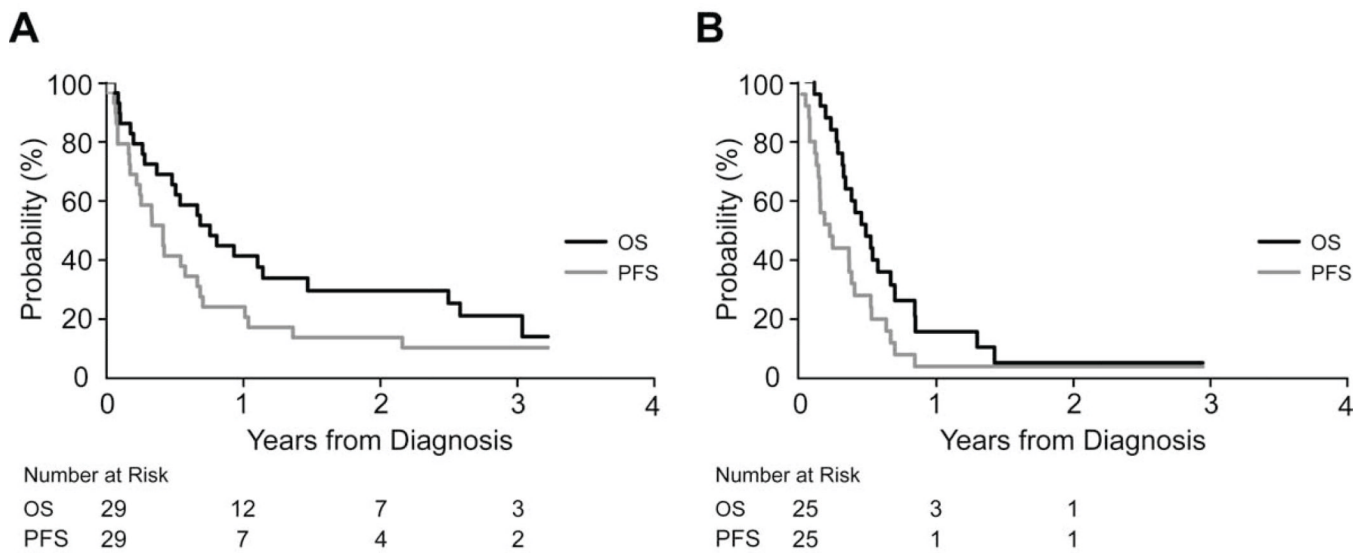 A
Probability (%)
100
80
60
40
20
0
0 1 2 3 4
Years from Diagnosis
OS
PFS
Number at Risk
OS 29 12 7 3
PFS 29 7 4 2
B
Probability (%)
100
80
60
40
20
0
0 1 2 3 4
Years from Diagnosis
OS
PFS
Number at Risk
OS 25 3 1
PFS 25 1 1